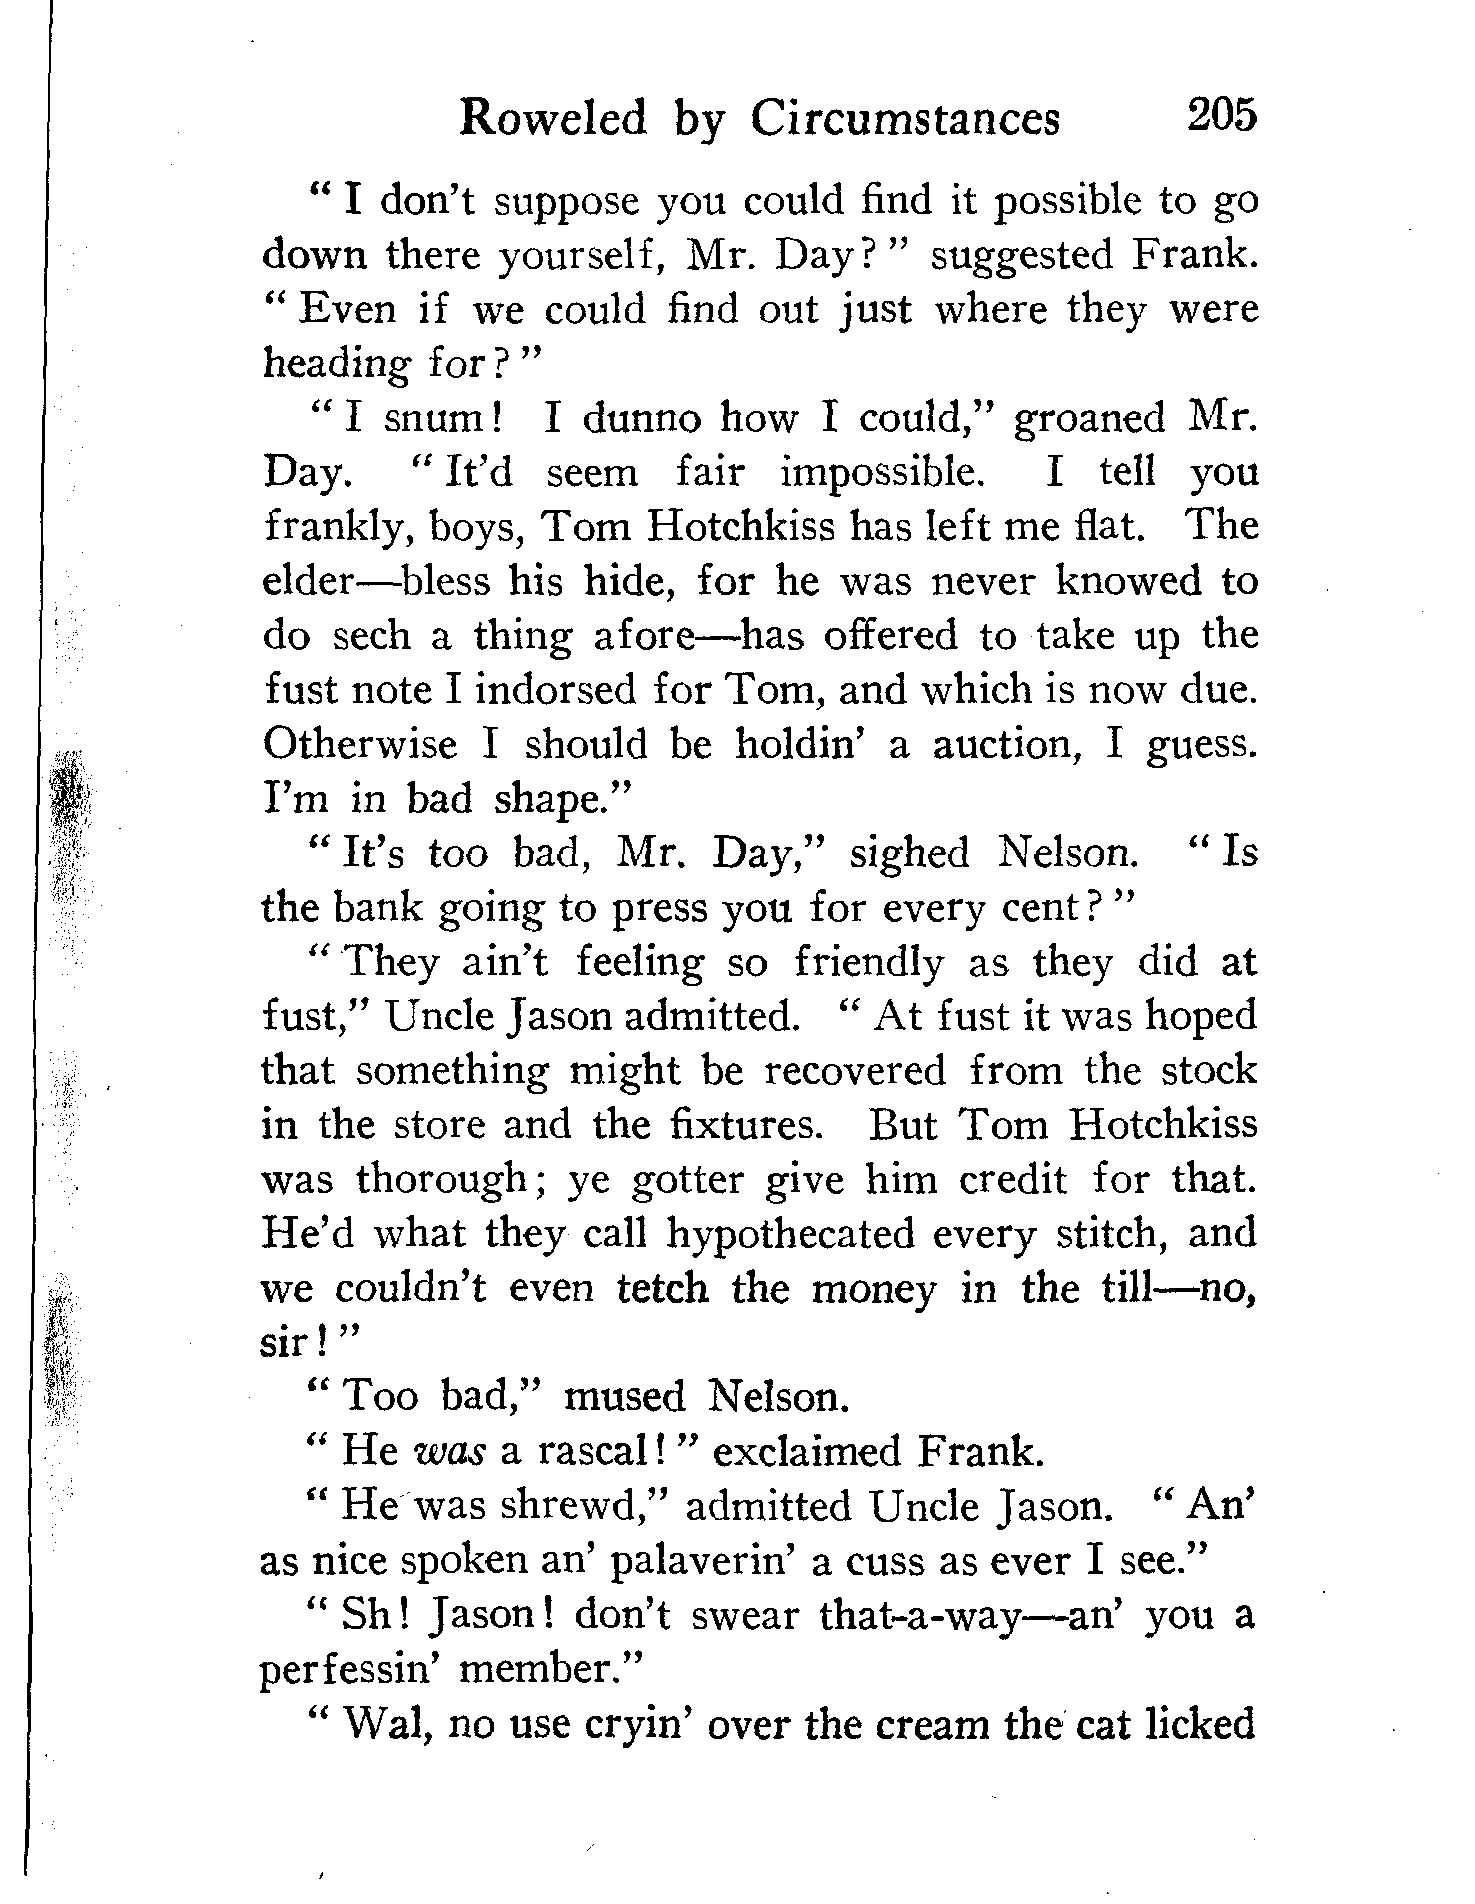 Roweled by Circumstances 205
“ I don’t suppose you could find it possible to go
down there yourself, Mr. Day? ” suggested Frank.
“ Even if we could find out just where they were
heading for? ”
“ I snum! I dunno how I could,” groaned Mr.
Day. “ It’d seem fair impossible. I tell you
frankly, boys, Tom Hotchkiss has left me flat. The
elder—bless his hide, for he was never knowed to
do sech a thing afore—has offered to take up the
fust note I indorsed for Tom, and which is now due.
Otherwise I should be holdin’ a auction, I guess.
I’m in bad shape.”
“ It’s too bad, Mr. Day,” sighed Nelson. “ Is
the bank going to press you for every cent? ”
“ They ain’t feeling so friendly as they did at
fust,” Uncle Jason admitted. “ At fust it was hoped
that something might be recovered from the stock
in the store and the fixtures. But Tom Hotchkiss
was thorough; ye gotter give him credit for that.
He’d what they call hypothecated every stitch, and
we couldn’t even tetch the money in the till—no,
sir! ”
“ Too bad,” mused Nelson.
“ He was a rascal! ” exclaimed Frank.
“ He was shrewd,” admitted Uncle Jason. “ An’
as nice spoken an’ palaverin’ a cuss as ever I see.”
“ Sh! Jason! don’t swear that-a-way—an’ you a
perfessin’ member.”
“ Wal, no use cryin’ over the cream the cat licked